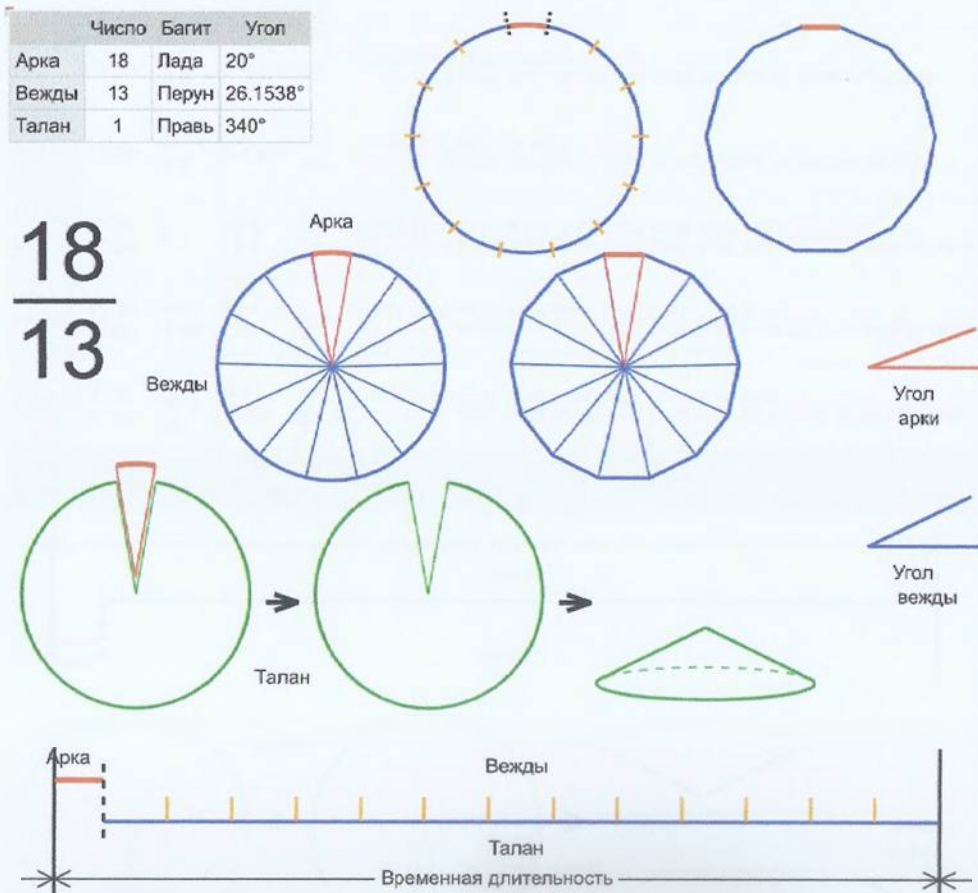 Число Багит Угол
Арка 18 Лада 20°
Вежды 13 Перун 26.1538°
Талан 1 Правь 340°
18
13
Арка
Вежды
Угол
арки
Угол
вежды
Талан
Арка
Вежды
Талан
Временная длительность